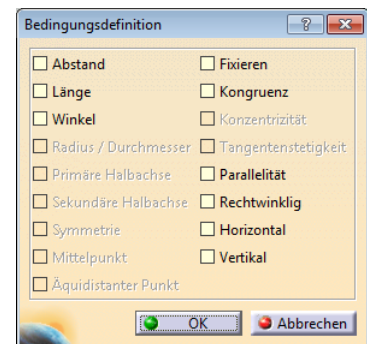 Bedingungsdefinition
Abstand
Fixieren
Länge
Kongruenz
Winkel
Konzentrizität
Radius / Durchmesser
Tangentenstetigkeit
Primäre Halbachse
Parallelität
Sekundäre Halbachse
Rechtwinklig
Symmetrie
Horizontal
Mittelpunkt
Vertikal
Äquidistanter Punkt
OK
Abbrechen